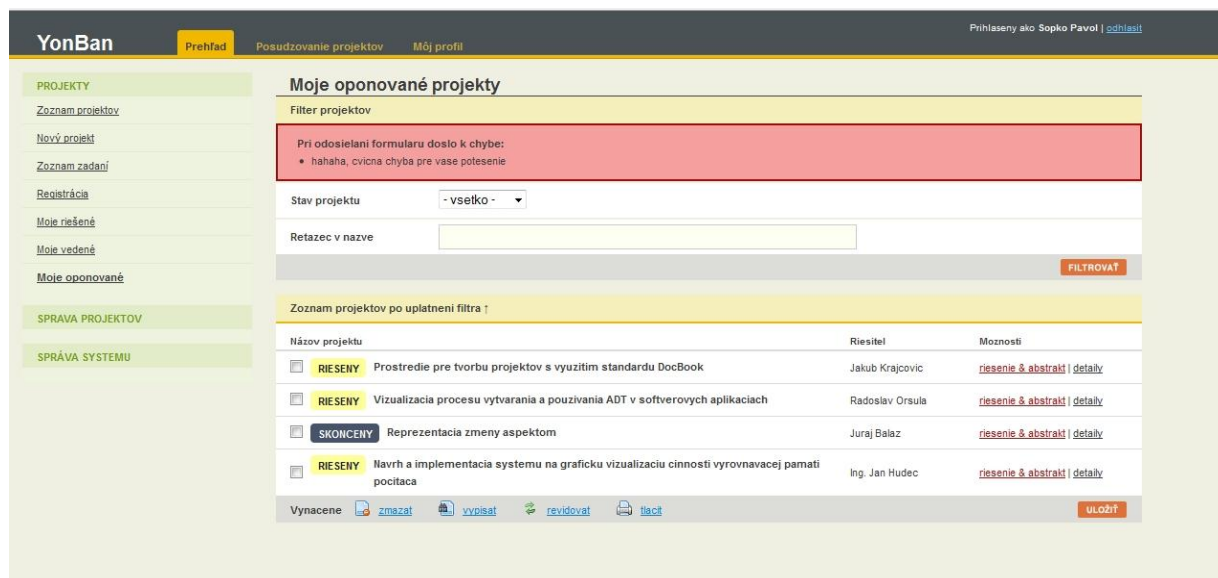 Prihlaseny ako Sopko Pavol | odhlasit
YonBan
Prehľad
Posudzovanie projektov
Môj profil
PROJEKTY
Zoznam projektov
Nový projekt
Zoznam zadaní
Registrácia
Moje riešené
Moje vedené
Moje oponované
SPRAVA PROJEKTOV
SPRÁVA SYSTEMU
Moje oponované projekty
Filter projektov
Pri odosielani formularu doslo k chybe:
• hahaha, cvicna chyba pre vase potesenie
Stav projektu
- vsetko -
Retazec v nazve
FILTROVAŤ
Zoznam projektov po uplatneni filtra ↑
Názov projektu Riesitel Moznosti
RIESENY Prostredie pre tvorbu projektov s vyuzitim standardu DocBook Jakub Krajcovic riesenie & abstrakt | detaily
RIESENY Vizualizacia procesu vytvarania a pouzivania ADT v softverovych aplikaciach Radoslav Orsula riesenie & abstrakt | detaily
SKONCENY Reprezentacia zmeny aspektom Juraj Balaz riesenie & abstrakt | detaily
RIESENY Navrh a implementacia systemu na graficku vizualizaciu cinnosti vyrovnavacej pamati
pocitaca Ing. Jan Hudec riesenie & abstrakt | detaily
Vynacene zmazat vypisat revidovat tlacit ULOŽIŤ